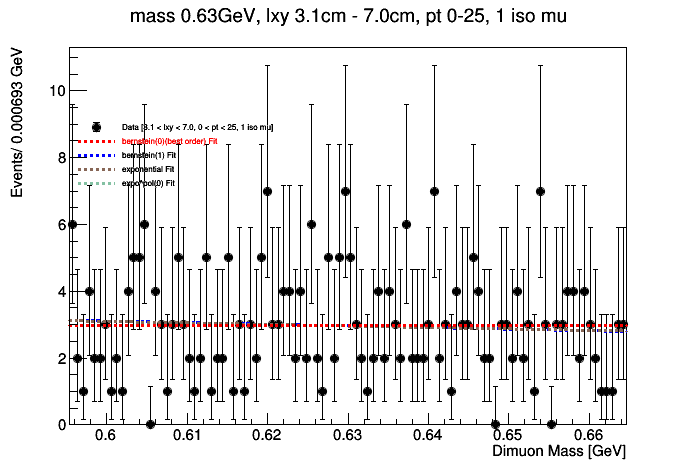 mass 0.63GeV, lxy 3.1cm - 7.0cm, pt 0-25, 1 iso mu
Events/ 0.000693 GeV
10
8
6
4
2
0
Data [3.1 < lxy < 7.0, 0 < pt < 25, 1 iso mu]
bernstein(0)(best order) Fit
bernstein(1) Fit
exponential Fit
expo*pol(0) Fit
0.6 0.61 0.62 0.63 0.64 0.65 0.66
Dimuon Mass [GeV]